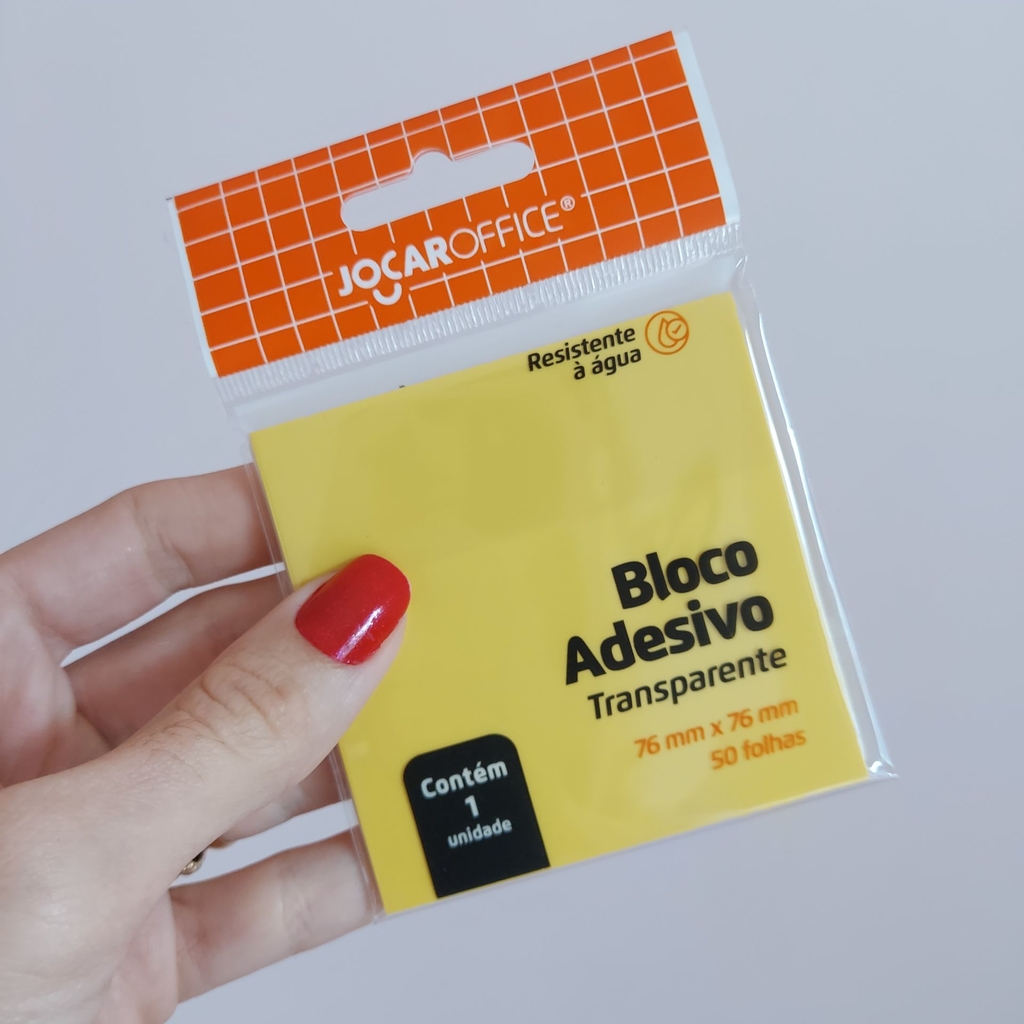 JOCAROFFICE®
Resistente
à água
Bloco
Adesivo
Transparente
76 mm x 76 mm
50 folhas
Contém
1
unidade